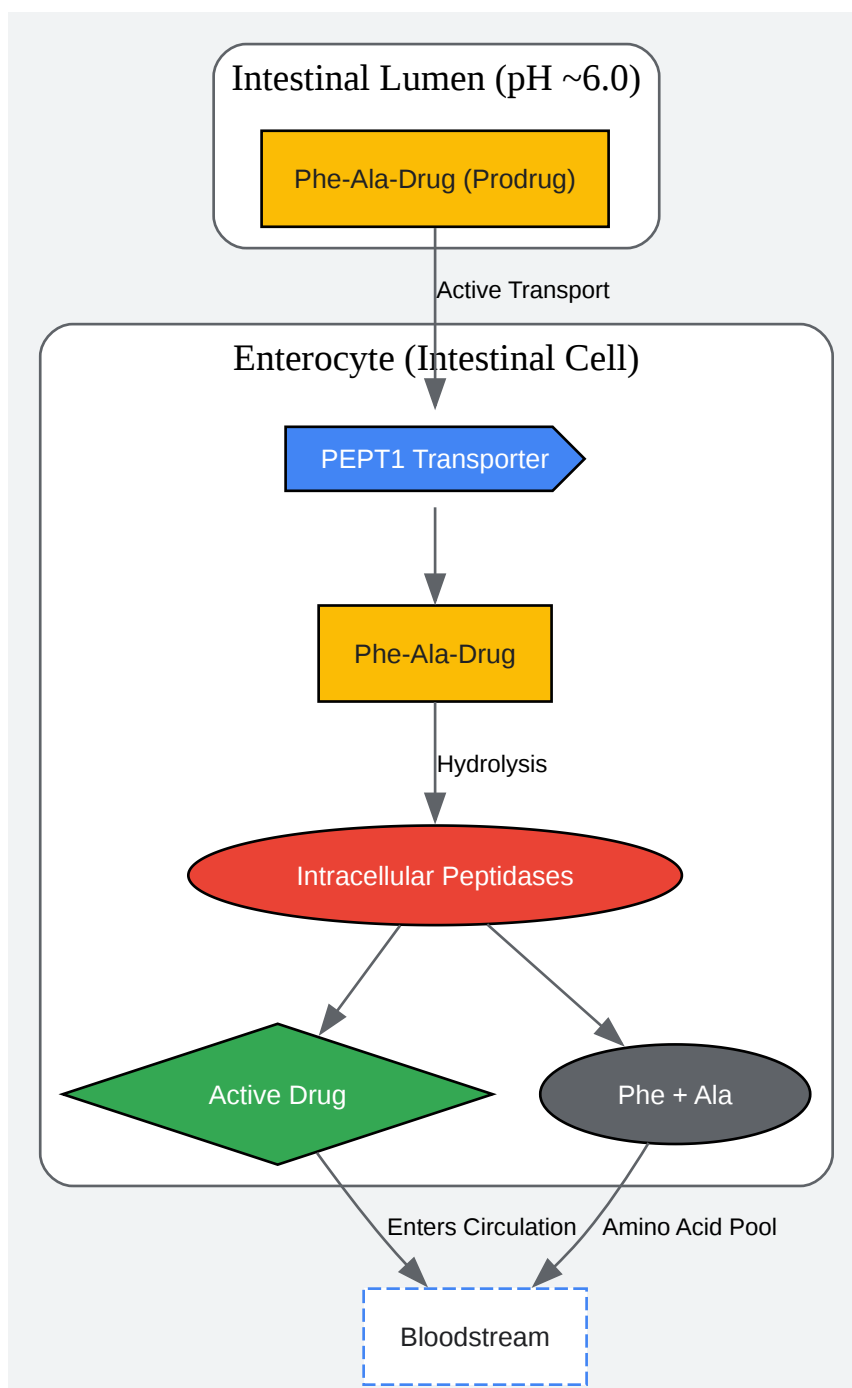 Intestinal Lumen (pH ~6.0)
Phe-Ala-Drug (Prodrug)
Active Transport
Enterocyte (Intestinal Cell)
PEPT1 Transporter
Phe-Ala-Drug
Hydrolysis
Intracellular Peptidases
Active Drug
Phe + Ala
Enters Circulation
Amino Acid Pool
Bloodstream